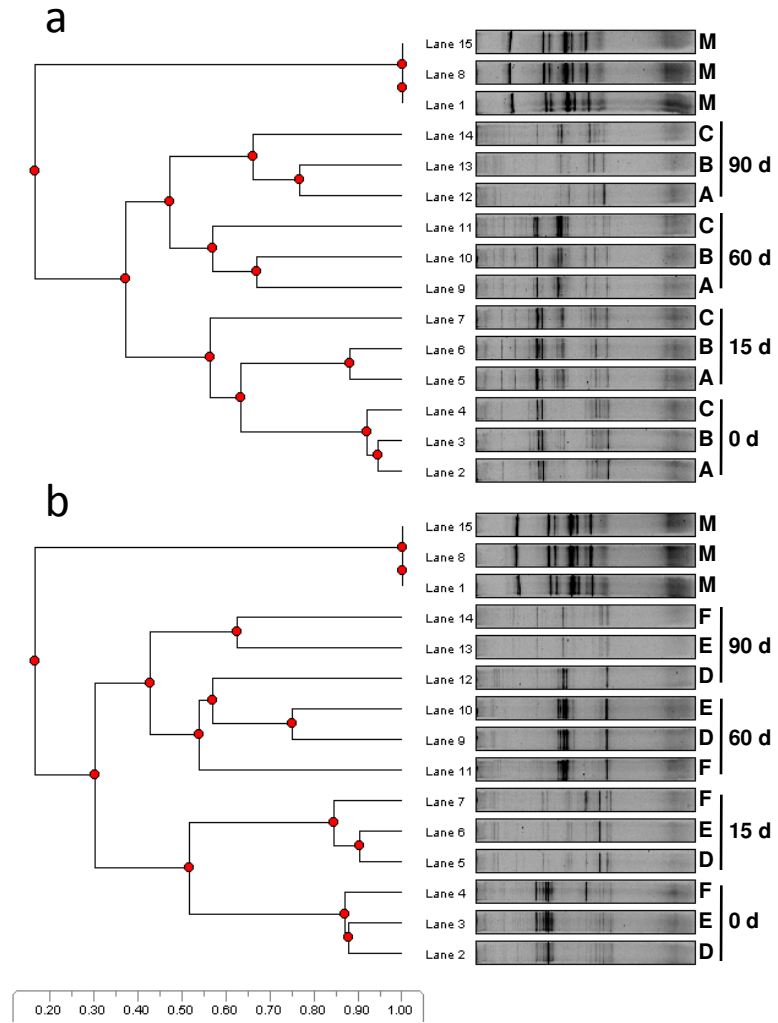 a
Lane 15 M
Lane 8 M
Lane 1 M
Lane 14 C
Lane 13 B
90 d
Lane 12 A
Lane 11 C
Lane 10 B
60 d
Lane 9 A
Lane 7 C
Lane 6 B
15 d
Lane 5 A
Lane 4 C
Lane 3 B
0 d
Lane 2 A
b
Lane 15 M
Lane 8 M
Lane 1 M
Lane 14 F
Lane 13 E
90 d
Lane 12 D
Lane 10 E
Lane 9 D
60 d
Lane 11 F
Lane 7 F
Lane 6 E
15 d
Lane 5 D
Lane 4 F
Lane 3 E
0 d
Lane 2 D
0.20 0.30 0.40 0.50 0.60 0.70 0.80 0.90 1.00